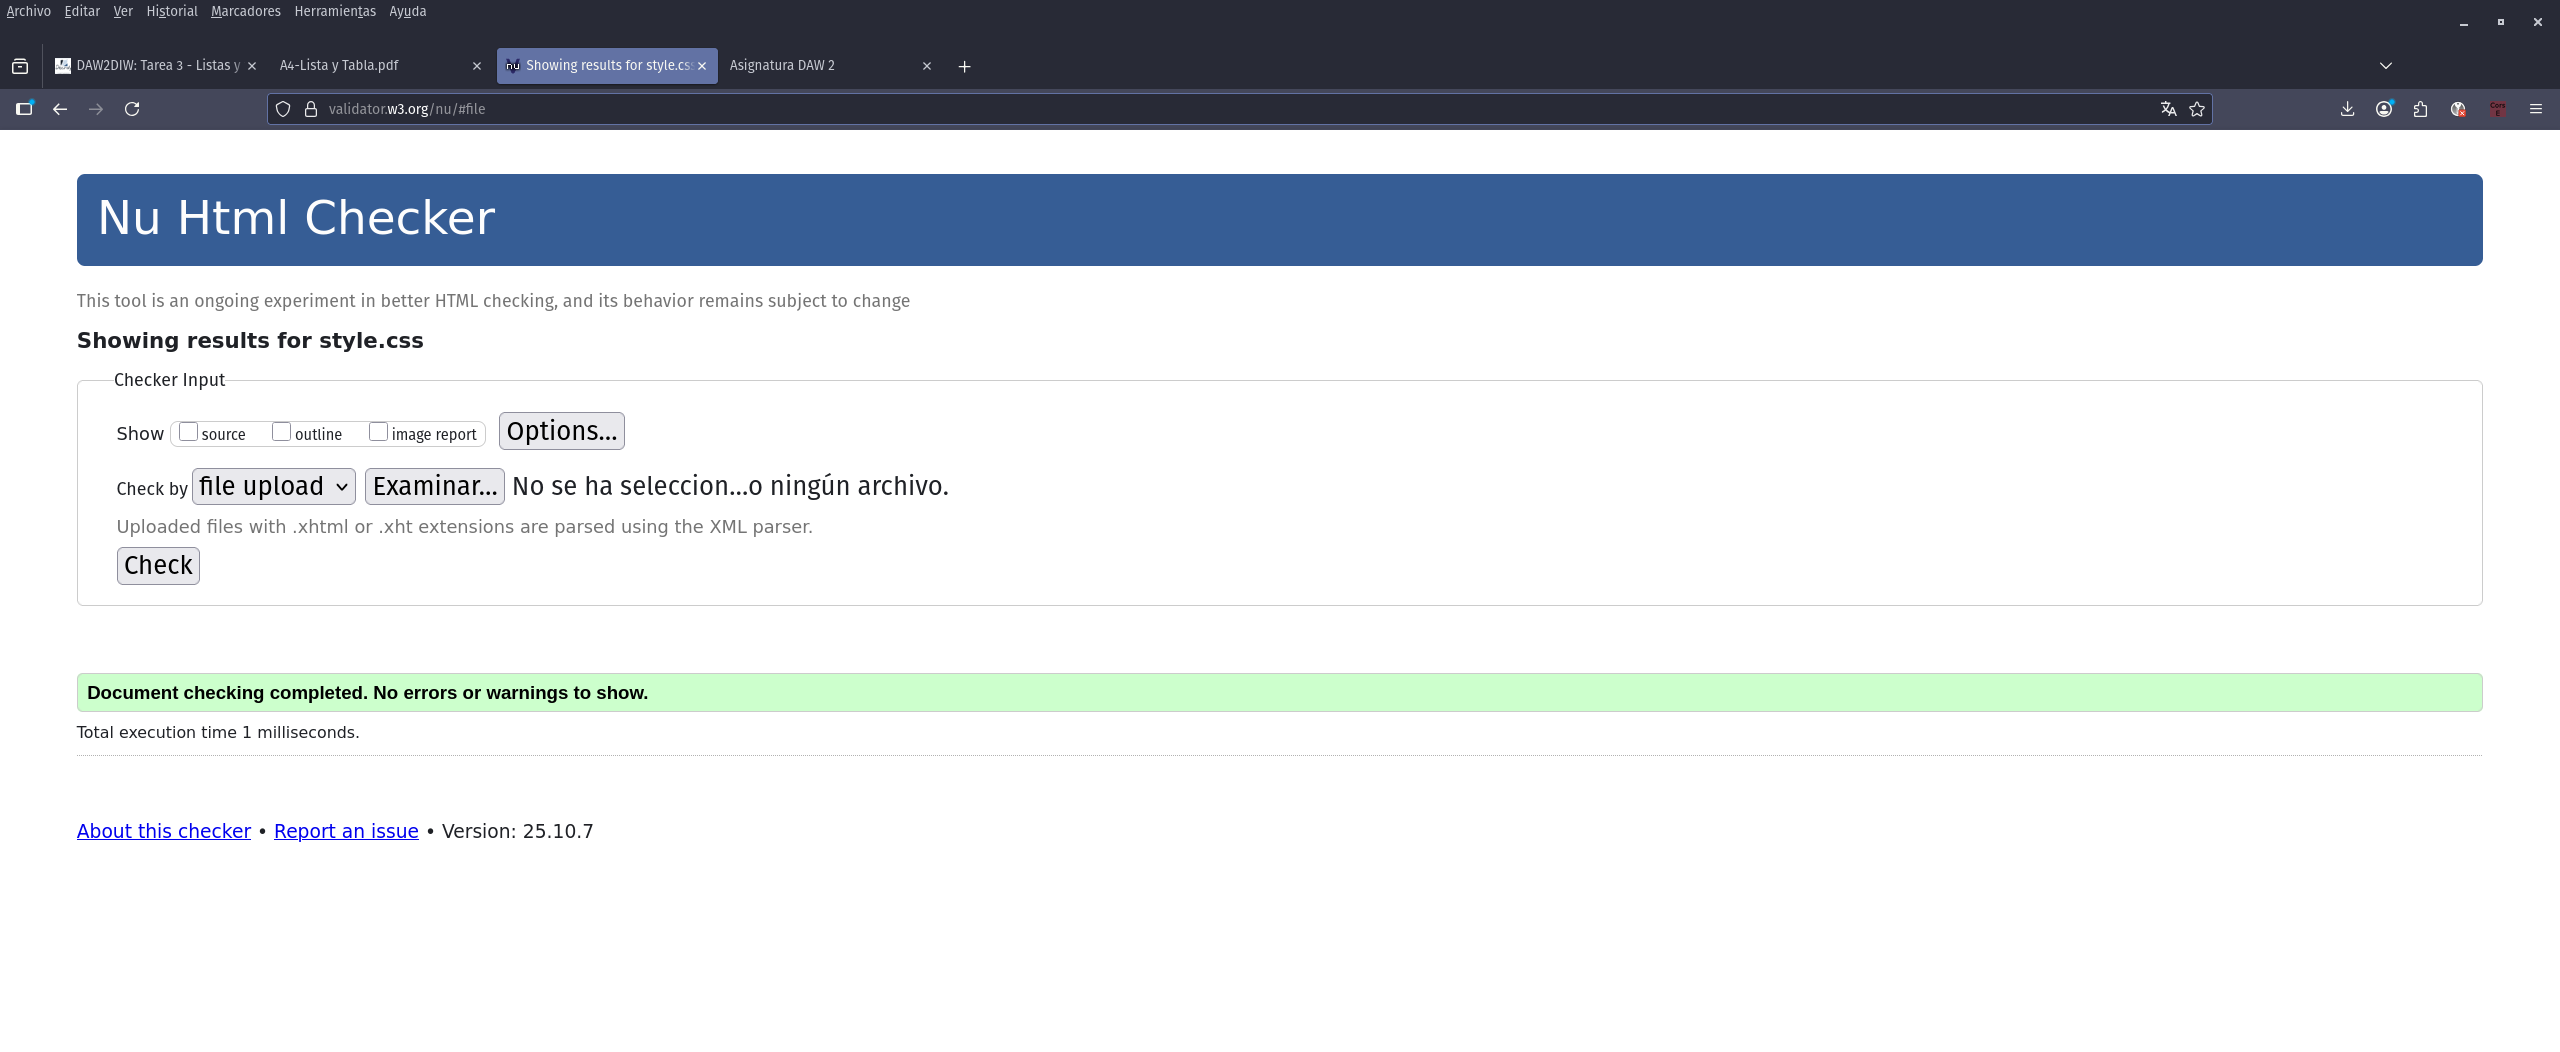 Archivo Editar Ver Historial Marcadores Herramientas Ayuda
DAW2DIW: Tarea 3 - Listas y
A4-Lista y Tabla.pdf
nu Showing results for style.cs
Asignatura DAW 2
validator.w3.org/nu/#file
Nu Html Checker
This tool is an ongoing experiment in better HTML checking, and its behavior remains subject to change
Showing results for style.css
Checker Input
Show source outline image report Options...
Check by file upload Examinar... No se ha seleccion...o ningún archivo.
Uploaded files with .xhtml or .xht extensions are parsed using the XML parser.
Check
Document checking completed. No errors or warnings to show.
Total execution time 1 milliseconds.
About this checker • Report an issue • Version: 25.10.7